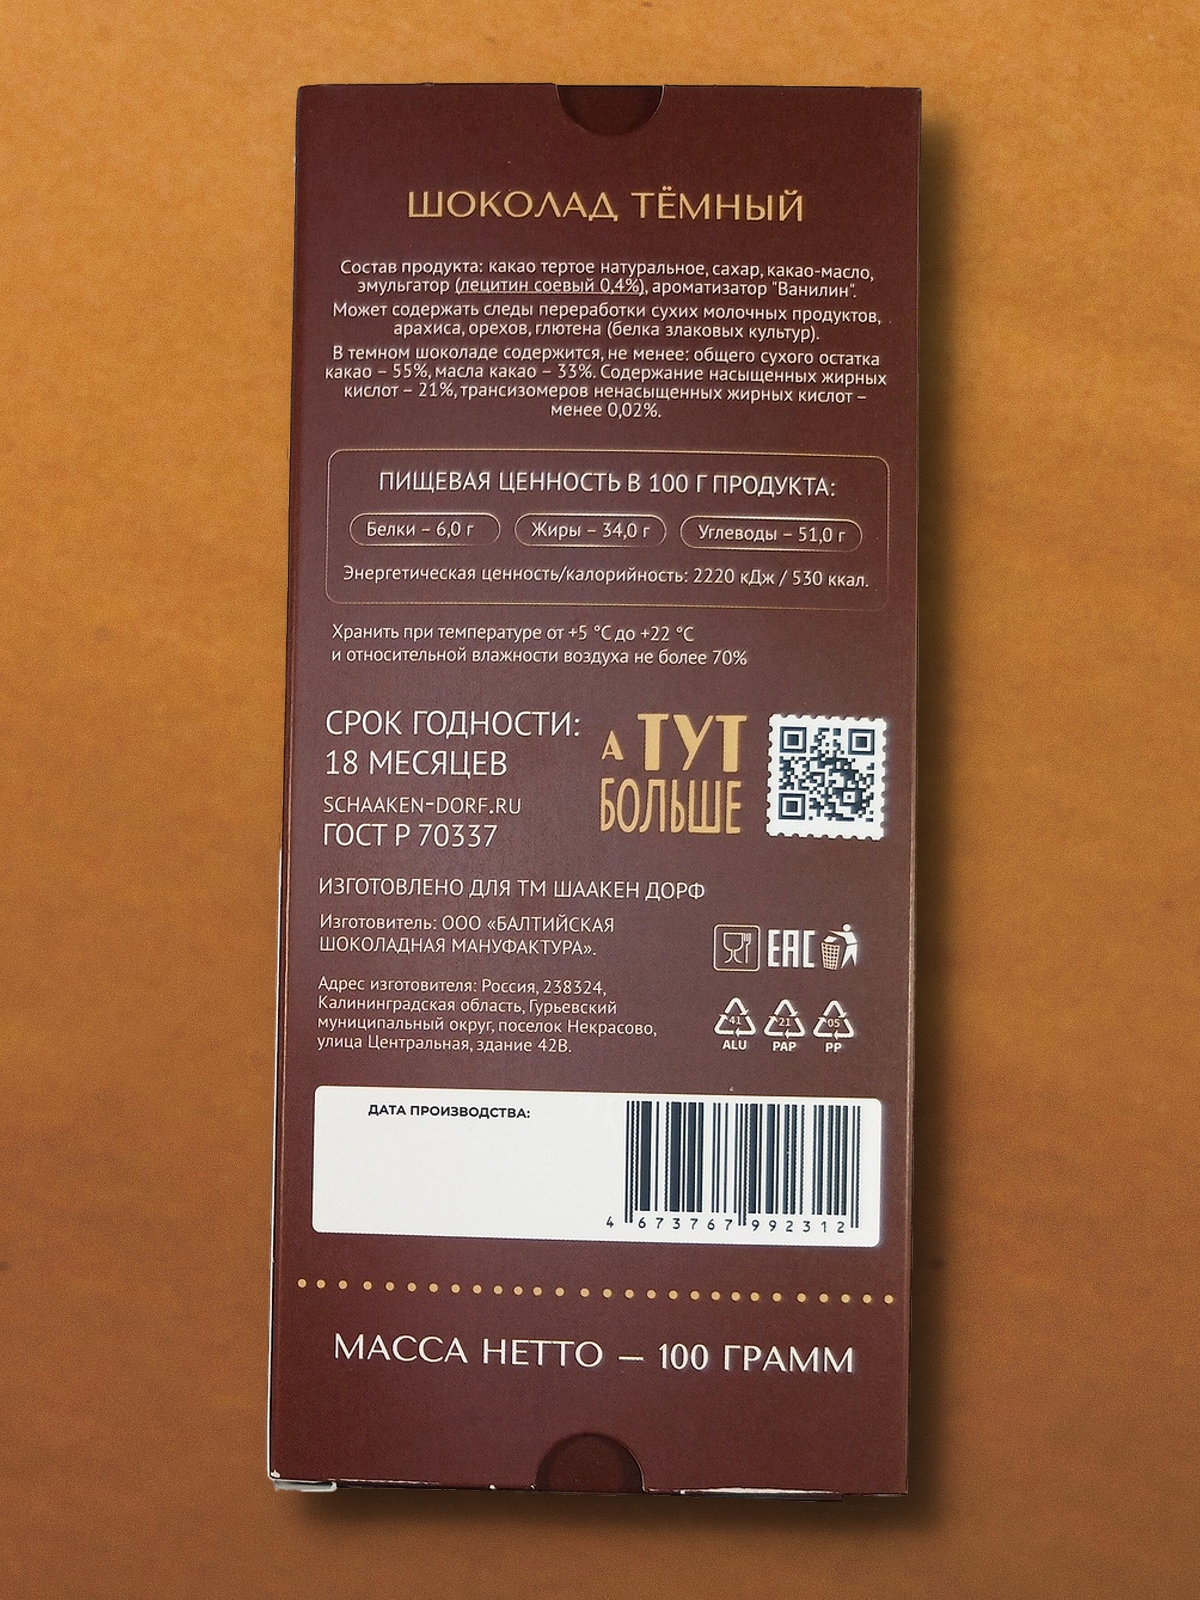 ШОКОЛАД ТЁМНЫЙ
Состав продукта: какао тертое натуральное, сахар, какао-масло,
эмульгатор (лецитин соевый 0,4%), ароматизатор "Ванилин".
Может содержать следы переработки сухих молочных продуктов,
арахиса, орехов, глютена (белка злаковых культур).
В темном шоколаде содержится, не менее: общего сухого остатка
какао – 55%, масла какао – 33%. Содержание насыщенных жирных
кислот – 21%, трансизомеров ненасыщенных жирных кислот –
менее 0,02%.
ПИЩЕВАЯ ЦЕННОСТЬ В 100 Г ПРОДУКТА:
Белки – 6,0 г Жиры – 34,0 г Углеводы – 51,0 г
Энергетическая ценность/калорийность: 2220 кДж / 530 ккал.
Хранить при температуре от +5 °C до +22 °C
и относительной влажности воздуха не более 70%
СРОК ГОДНОСТИ:
18 МЕСЯЦЕВ
SCHAAKEN-DORF.RU
ГОСТ Р 70337
А ТУТ
БОЛЬШЕ
ИЗГОТОВЛЕНО ДЛЯ ТМ ШААКЕН ДОРФ
Изготовитель: ООО «БАЛТИЙСКАЯ
ШОКОЛАДНАЯ МАНУФАКТУРА».
Адрес изготовителя: Россия, 238324,
Калининградская область, Гурьевский
муниципальный округ, поселок Некрасово,
улица Центральная, здание 42В.
EAC
41 21 05
ALU PAP PP
ДАТА ПРОИЗВОДСТВА:
4 673767 992312
МАССА НЕТТО – 100 ГРАММ